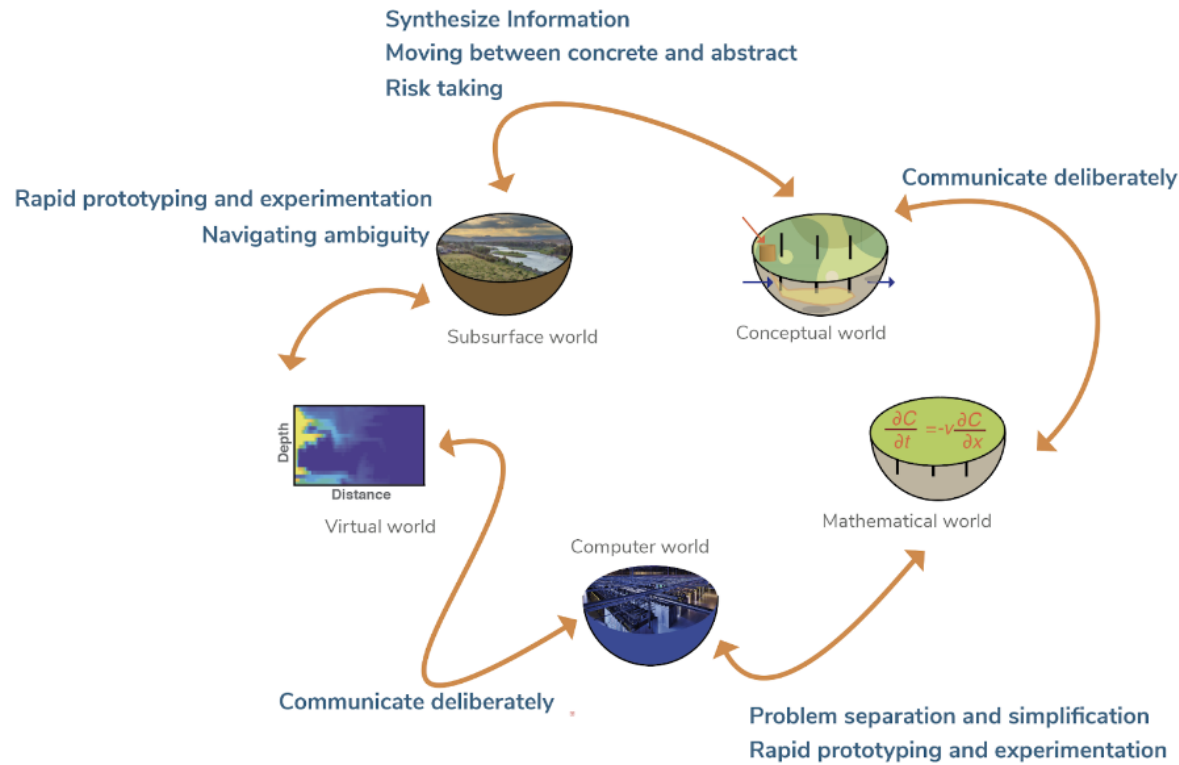 Synthesize Information
Moving between concrete and abstract
Risk taking
Communicate deliberately
Rapid prototyping and experimentation
Navigating ambiguity
Subsurface world
Conceptual world
Depth
Distance
Virtual world
∂C/∂t =-v∂C/∂x
Mathematical world
Computer world
Communicate deliberately
Problem separation and simplification
Rapid prototyping and experimentation